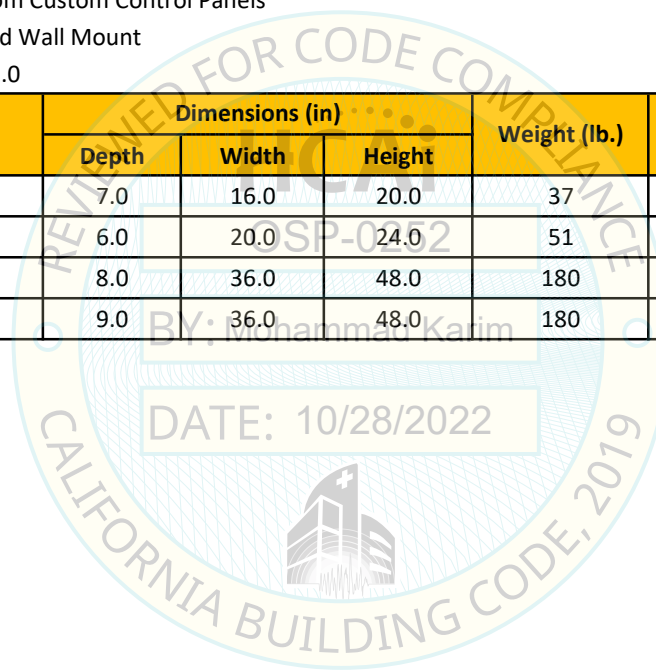 Custom Control Panels
d Wall Mount
.0
Dimensions (in) Weight (lb.)
Depth Width Height
7.0 16.0 20.0 37
6.0 20.0 24.0 51
8.0 36.0 48.0 180
9.0 36.0 48.0 180
REVIEWED FOR CODE COMPLIANCE
HCAi
OSP-0252
BY: Mohammad Karim
DATE: 10/28/2022
CALIFORNIA BUILDING CODE, 2019